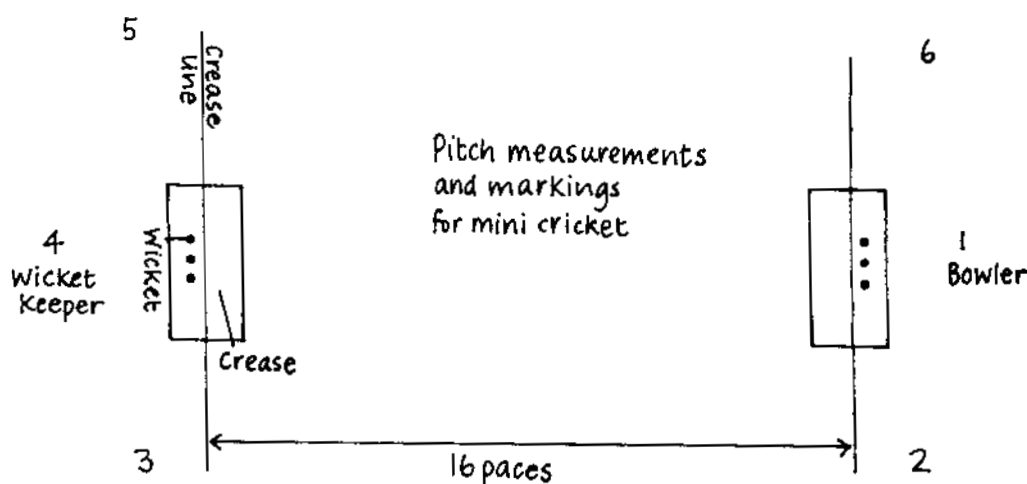 5
Crease
line
6
Pitch measurements
and markings
for mini cricket
4
Wicket
Keeper
Wicket
1
Bowler
Crease
3
16 paces
2